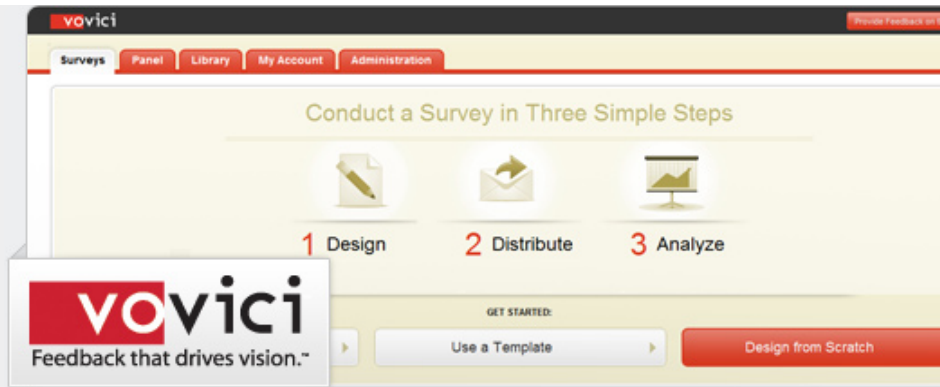 vovici
Provide Feedback on
Surveys Panel Library My Account Administration
Conduct a Survey in Three Simple Steps
1 Design 2 Distribute 3 Analyze
GET STARTED:
Use a Template Design from Scratch
vovici
Feedback that drives vision.™